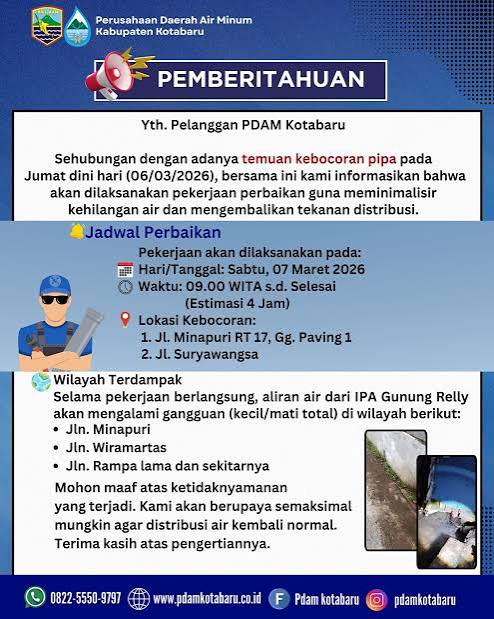 Perusahaan Daerah Air Minum
Kabupaten Kotabaru
PEMBERITAHUAN
Yth. Pelanggan PDAM Kotabaru
Sehubungan dengan adanya temuan kebocoran pipa pada
Jumat dini hari (06/03/2026), bersama ini kami informasikan bahwa
akan dilaksanakan pekerjaan perbaikan guna meminimalisir
kehilangan air dan mengembalikan tekanan distribusi.
Jadwal Perbaikan
Pekerjaan akan dilaksanakan pada:
Hari/Tanggal: Sabtu, 07 Maret 2026
Waktu: 09.00 WITA s.d. Selesai
(Estimasi 4 Jam)
Lokasi Kebocoran:
1. Jl. Minapuri RT 17, Gg. Paving 1
2. Jl. Suryawangsa
Wilayah Terdampak
Selama pekerjaan berlangsung, aliran air dari IPA Gunung Relly
akan mengalami gangguan (kecil/mati total) di wilayah berikut:
• Jln. Minapuri
• Jln. Wiramartas
• Jln. Rampa lama dan sekitarnya
Mohon maaf atas ketidaknyamanan
yang terjadi. Kami akan berupaya semaksimal
mungkin agar distribusi air kembali normal.
Terima kasih atas pengertiannya.
0822-5550-9797 www.pdamkotabaru.co.id Pdam kotabaru pdamkotabaru